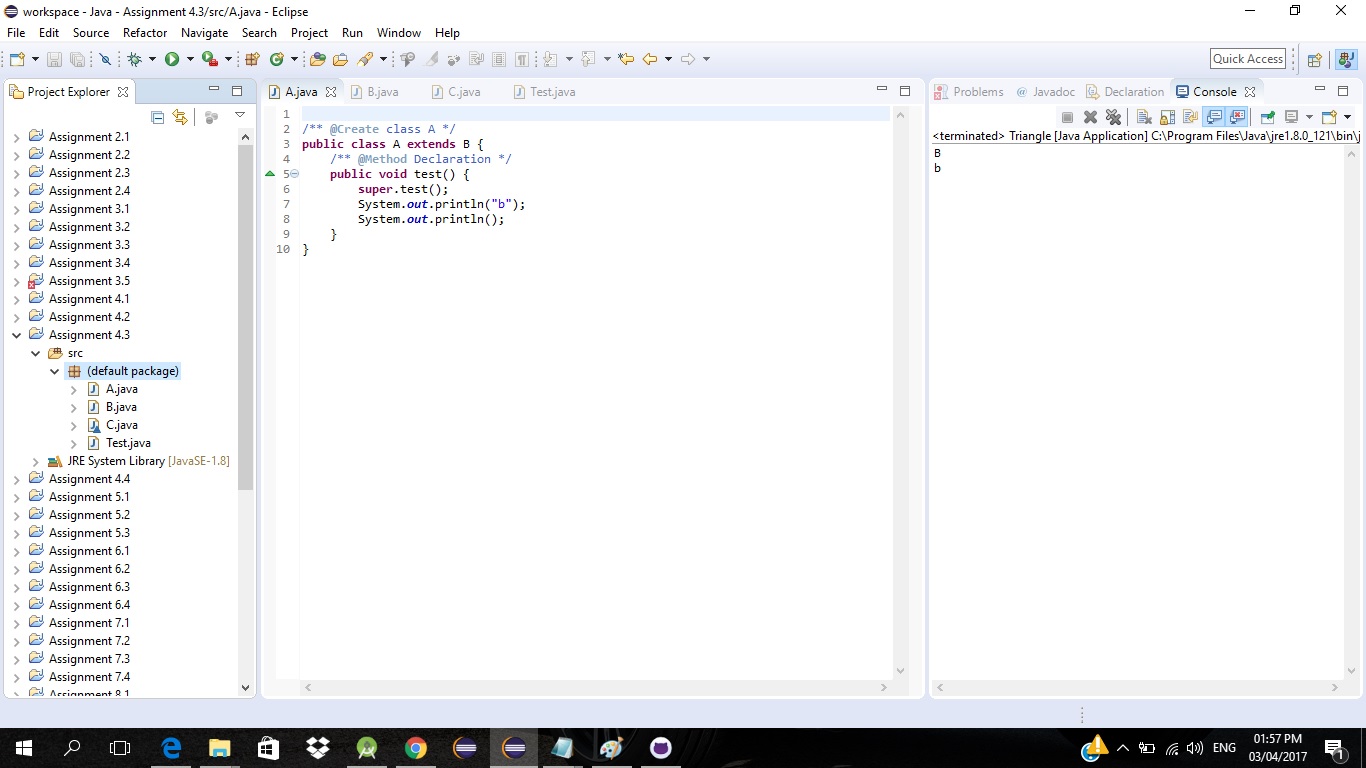 workspace - Java - Assignment 4.3/src/A.java - Eclipse
File Edit Source Refactor Navigate Search Project Run Window Help
Quick Access
Project Explorer
Assignment 2.1
Assignment 2.2
Assignment 2.3
Assignment 2.4
Assignment 3.1
Assignment 3.2
Assignment 3.3
Assignment 3.4
Assignment 3.5
Assignment 4.1
Assignment 4.2
Assignment 4.3
src
(default package)
A.java
B.java
C.java
Test.java
JRE System Library [JavaSE-1.8]
Assignment 4.4
Assignment 5.1
Assignment 5.2
Assignment 5.3
Assignment 6.1
Assignment 6.2
Assignment 6.3
Assignment 6.4
Assignment 7.1
Assignment 7.2
Assignment 7.3
Assignment 7.4
Assignment 8.1
A.java B.java C.java Test.java
1
2 /** @Create class A */
3 public class A extends B {
4 /** @Method Declaration */
5 public void test() {
6 super.test();
7 System.out.println("b");
8 System.out.println();
9 }
10 }
Problems Javadoc Declaration Console
<terminated> Triangle [Java Application] C:\Program Files\Java\jre1.8.0_121\bin\j
B
b
ENG
01:57 PM
03/04/2017
1